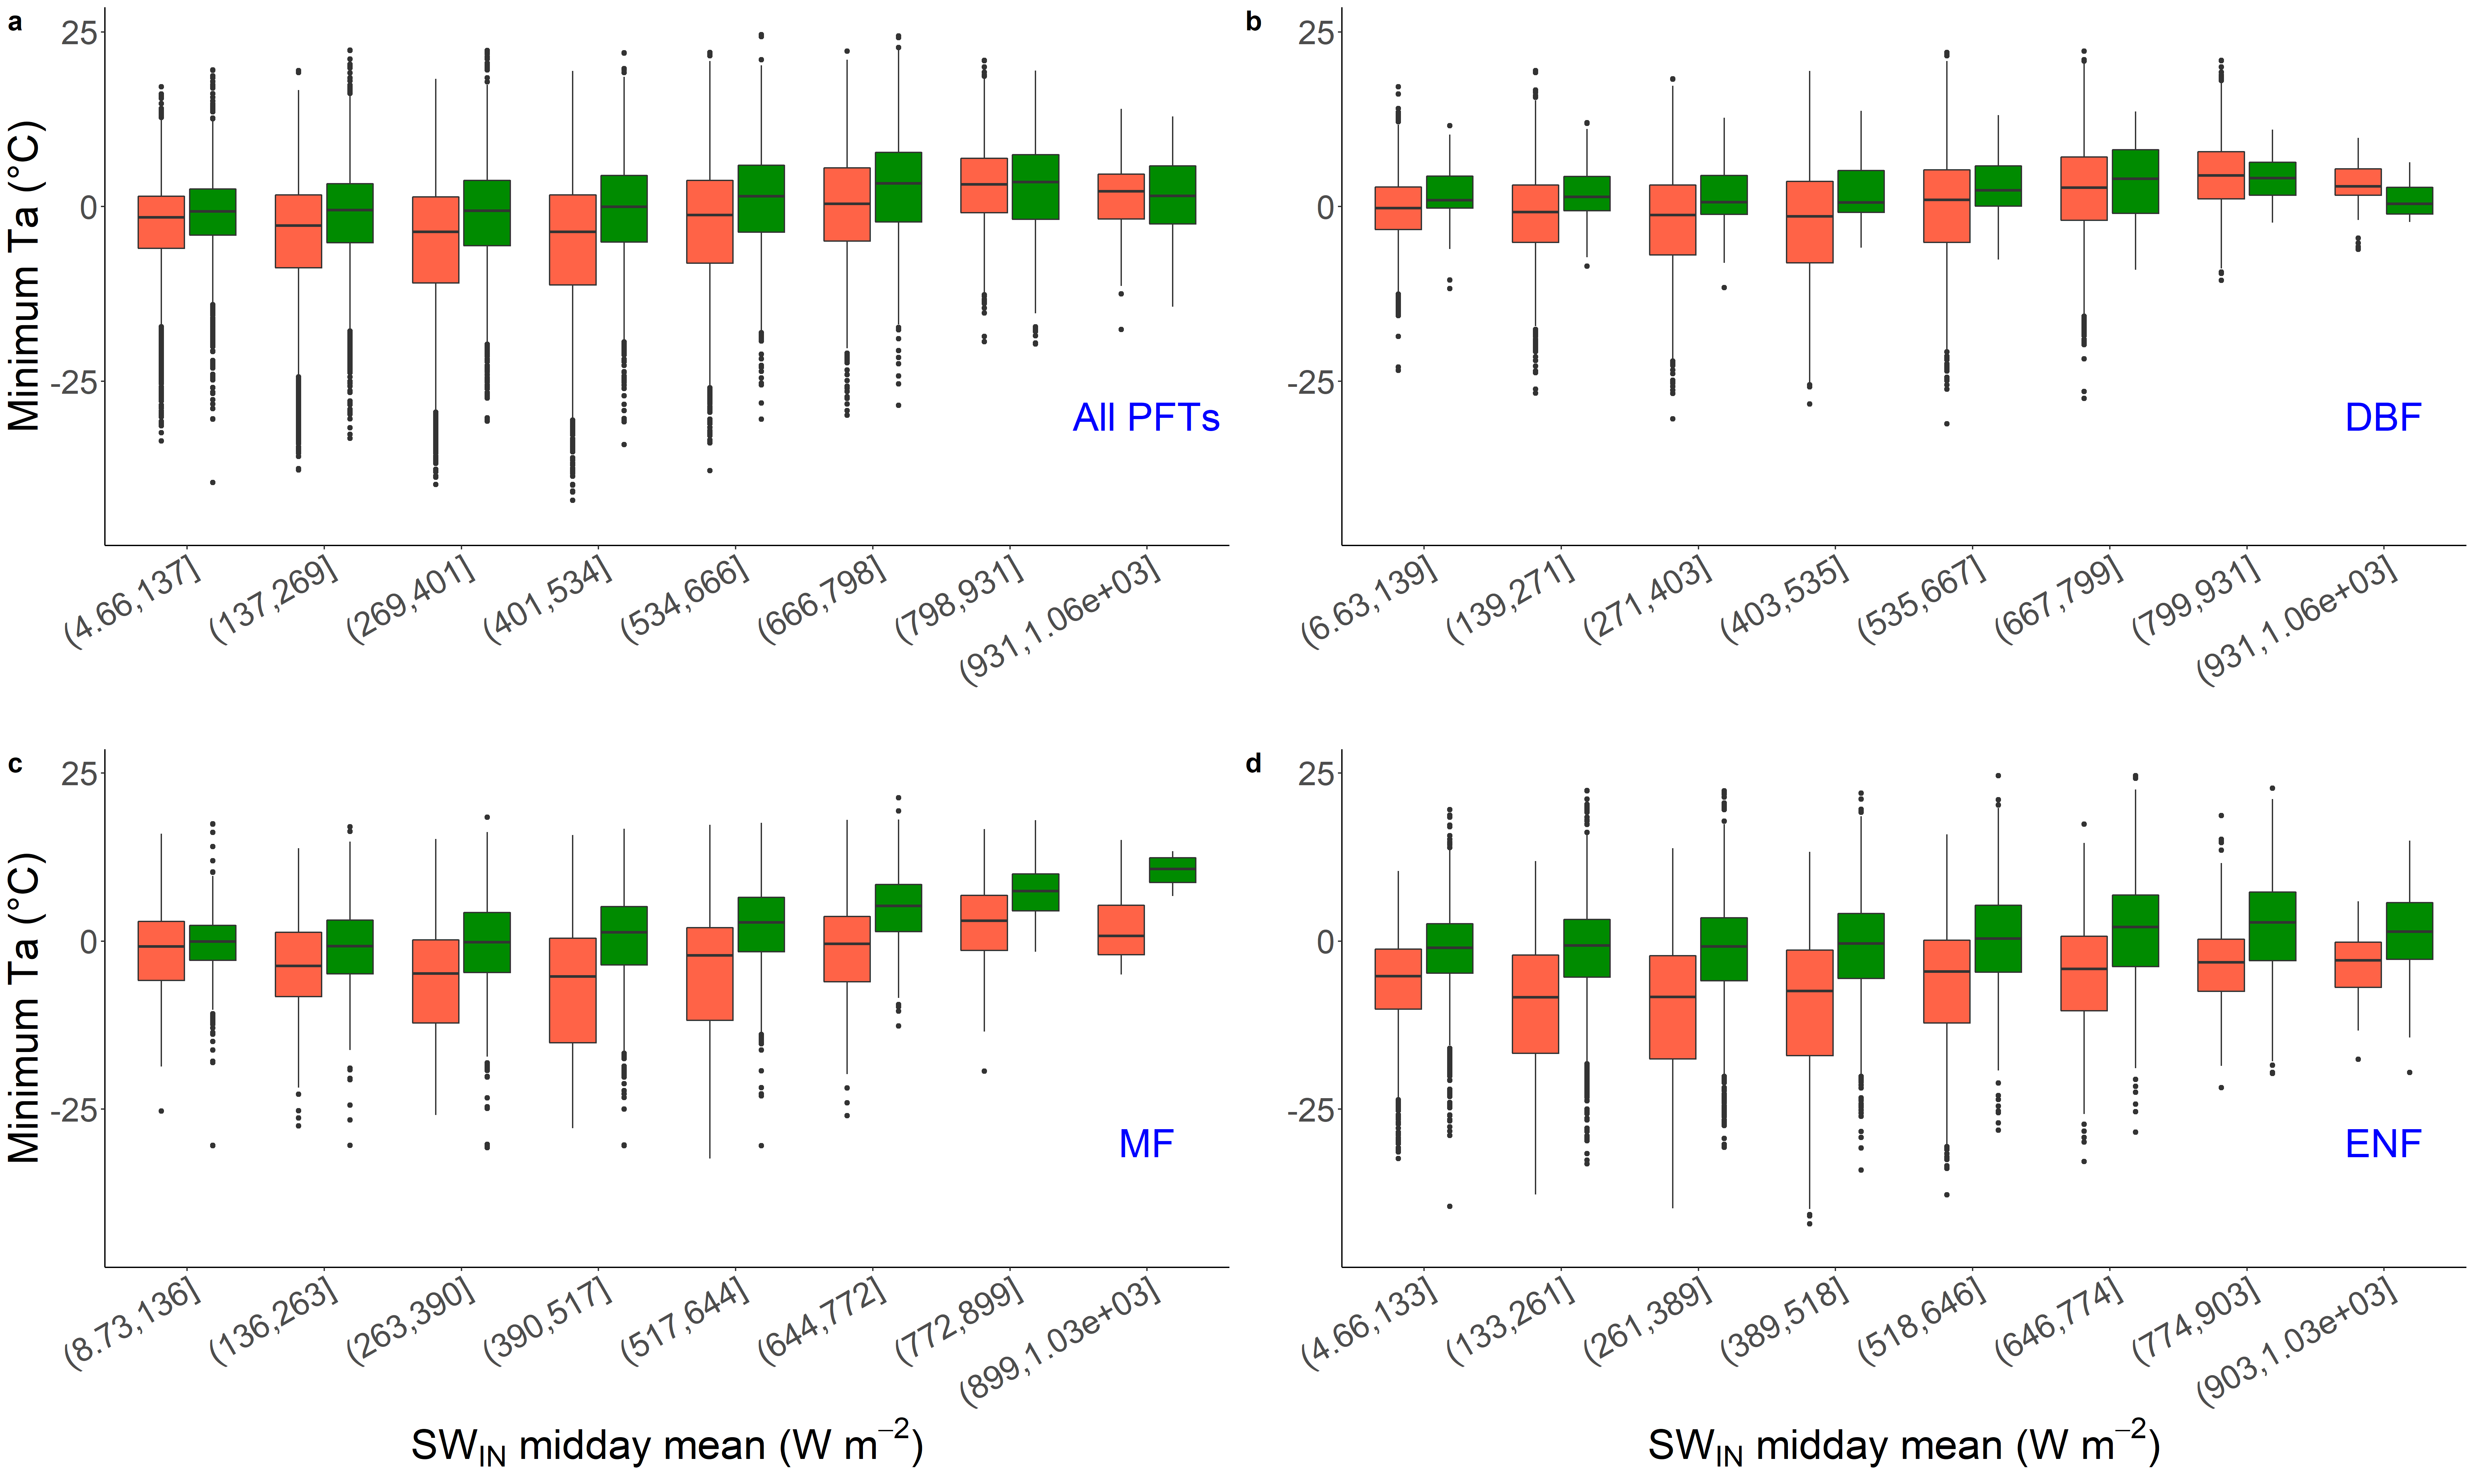 a
25
0
-25
Minimum Ta (°C)
All PFTs
(4.66,137]
(137,269]
(269,401]
(401,534]
(534,666]
(666,798]
(798,931]
(931,1.06e+03]
b
25
0
-25
DBF
(6.63,139]
(139,271]
(271,403]
(403,535]
(535,667]
(667,799]
(799,931]
(931,1.06e+03]
c
25
0
-25
Minimum Ta (°C)
MF
(8.73,136]
(136,263]
(263,390]
(390,517]
(517,644]
(644,772]
(772,899]
(899,1.03e+03]
SWIN midday mean (W m−2)
d
25
0
-25
ENF
(4.66,133]
(133,261]
(261,389]
(389,518]
(518,646]
(646,774]
(774,903]
(903,1.03e+03]
SWIN midday mean (W m−2)